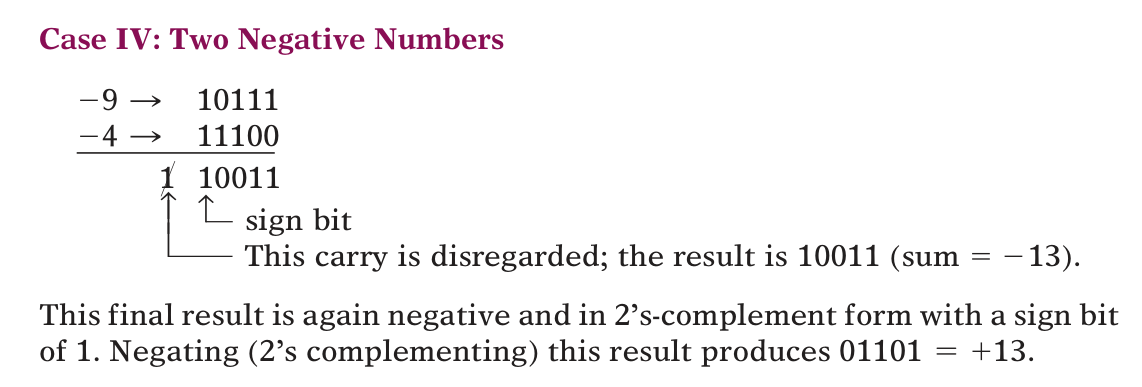 Case IV: Two Negative Numbers
−9 → 10111
−4 → 11100
1 10011
sign bit
This carry is disregarded; the result is 10011 (sum = −13).
This final result is again negative and in 2’s-complement form with a sign bit
of 1. Negating (2’s complementing) this result produces 01101 = +13.